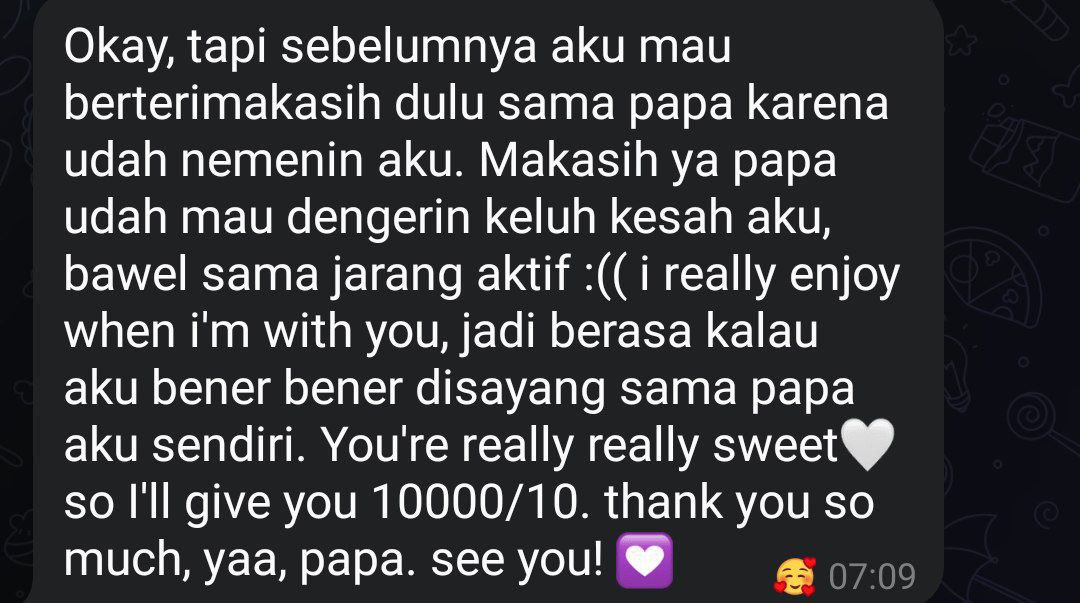 Okay, tapi sebelumnya aku mau
berterimakasih dulu sama papa karena
udah nemenin aku. Makasih ya papa
udah mau dengerin keluh kesah aku,
bawel sama jarang aktif :(( i really enjoy
when i'm with you, jadi berasa kalau
aku bener bener disayang sama papa
aku sendiri. You're really really sweet🤍
so I'll give you 10000/10. thank you so
much, yaa, papa. see you! 💟
🥰 07:09